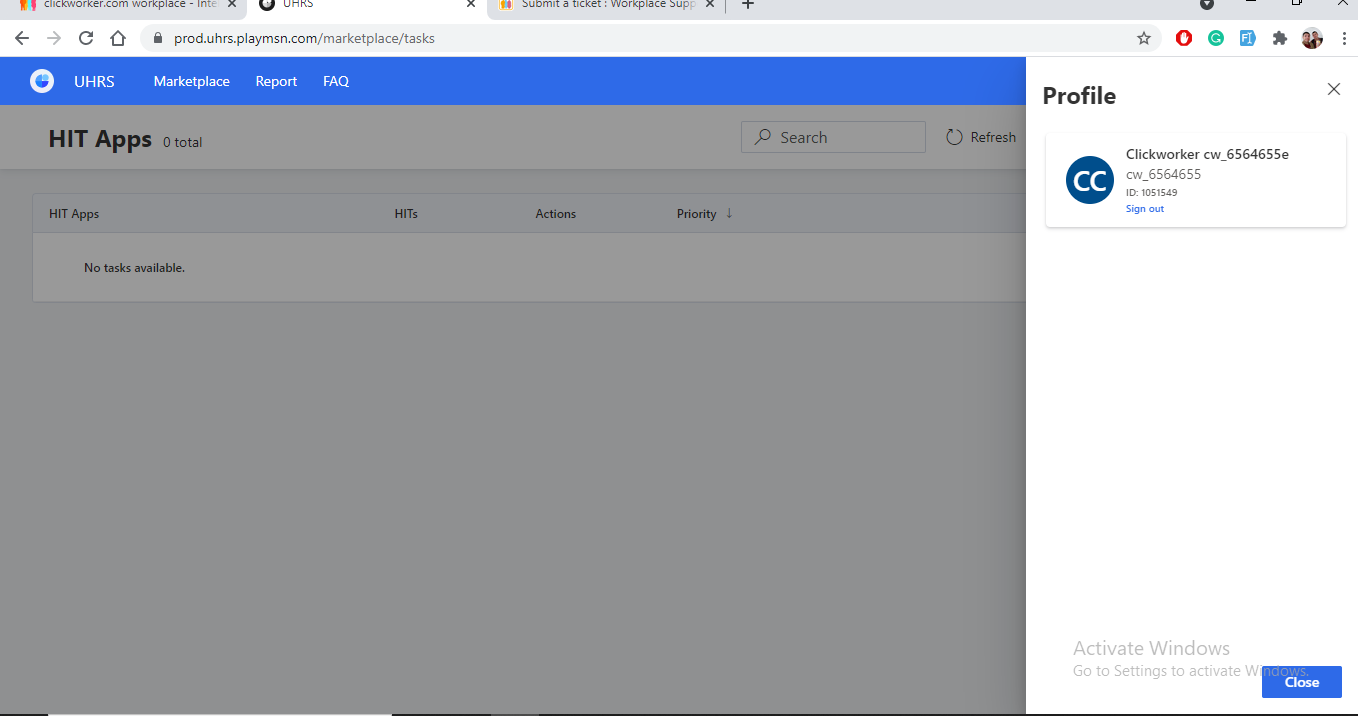 clickworker.com workplace - Inte
UHRS
Submit a ticket : Workplace Supp
prod.uhrs.playmsn.com/marketplace/tasks
UHRS
Marketplace
Report
FAQ
Profile
HIT Apps
0 total
Search
Refresh
Clickworker cw_6564655e
cw_6564655
ID: 1051549
Sign out
CC
HIT Apps
HITs
Actions
Priority ↓
No tasks available.
Activate Windows
Go to Settings to activate Windows.
Close